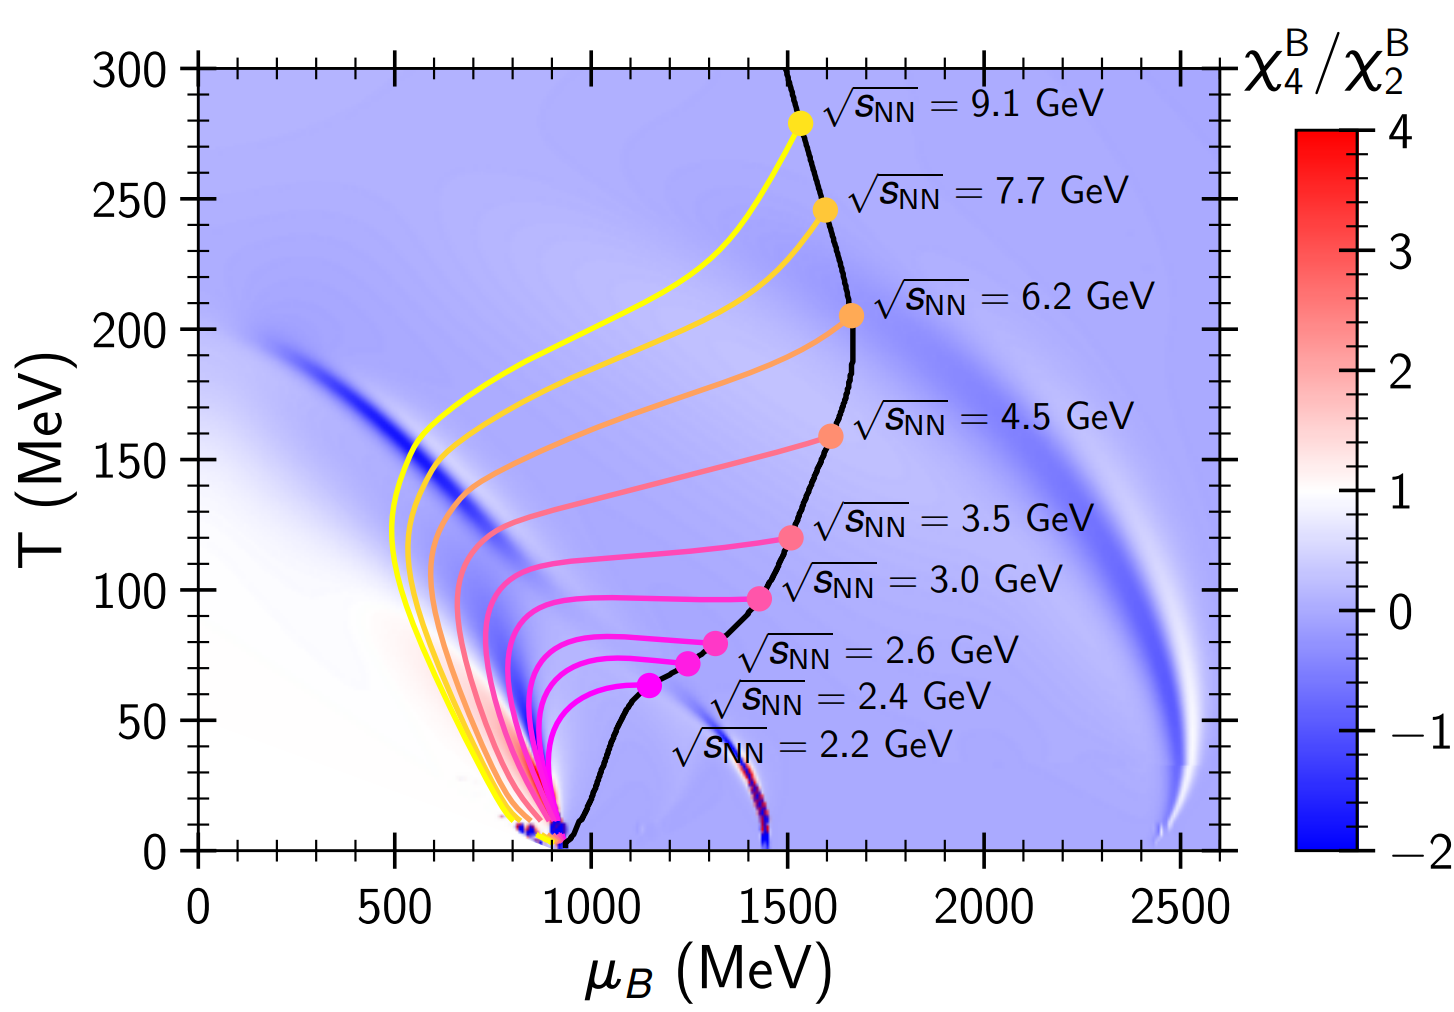 χ₄ᴮ/χ₂ᴮ
300
250
200
150
100
50
0
T (MeV)
√sNN = 9.1 GeV
√sNN = 7.7 GeV
√sNN = 6.2 GeV
√sNN = 4.5 GeV
√sNN = 3.5 GeV
√sNN = 3.0 GeV
√sNN = 2.6 GeV
√sNN = 2.4 GeV
√sNN = 2.2 GeV
4
3
2
1
0
−1
−2
0 500 1000 1500 2000 2500
μB (MeV)